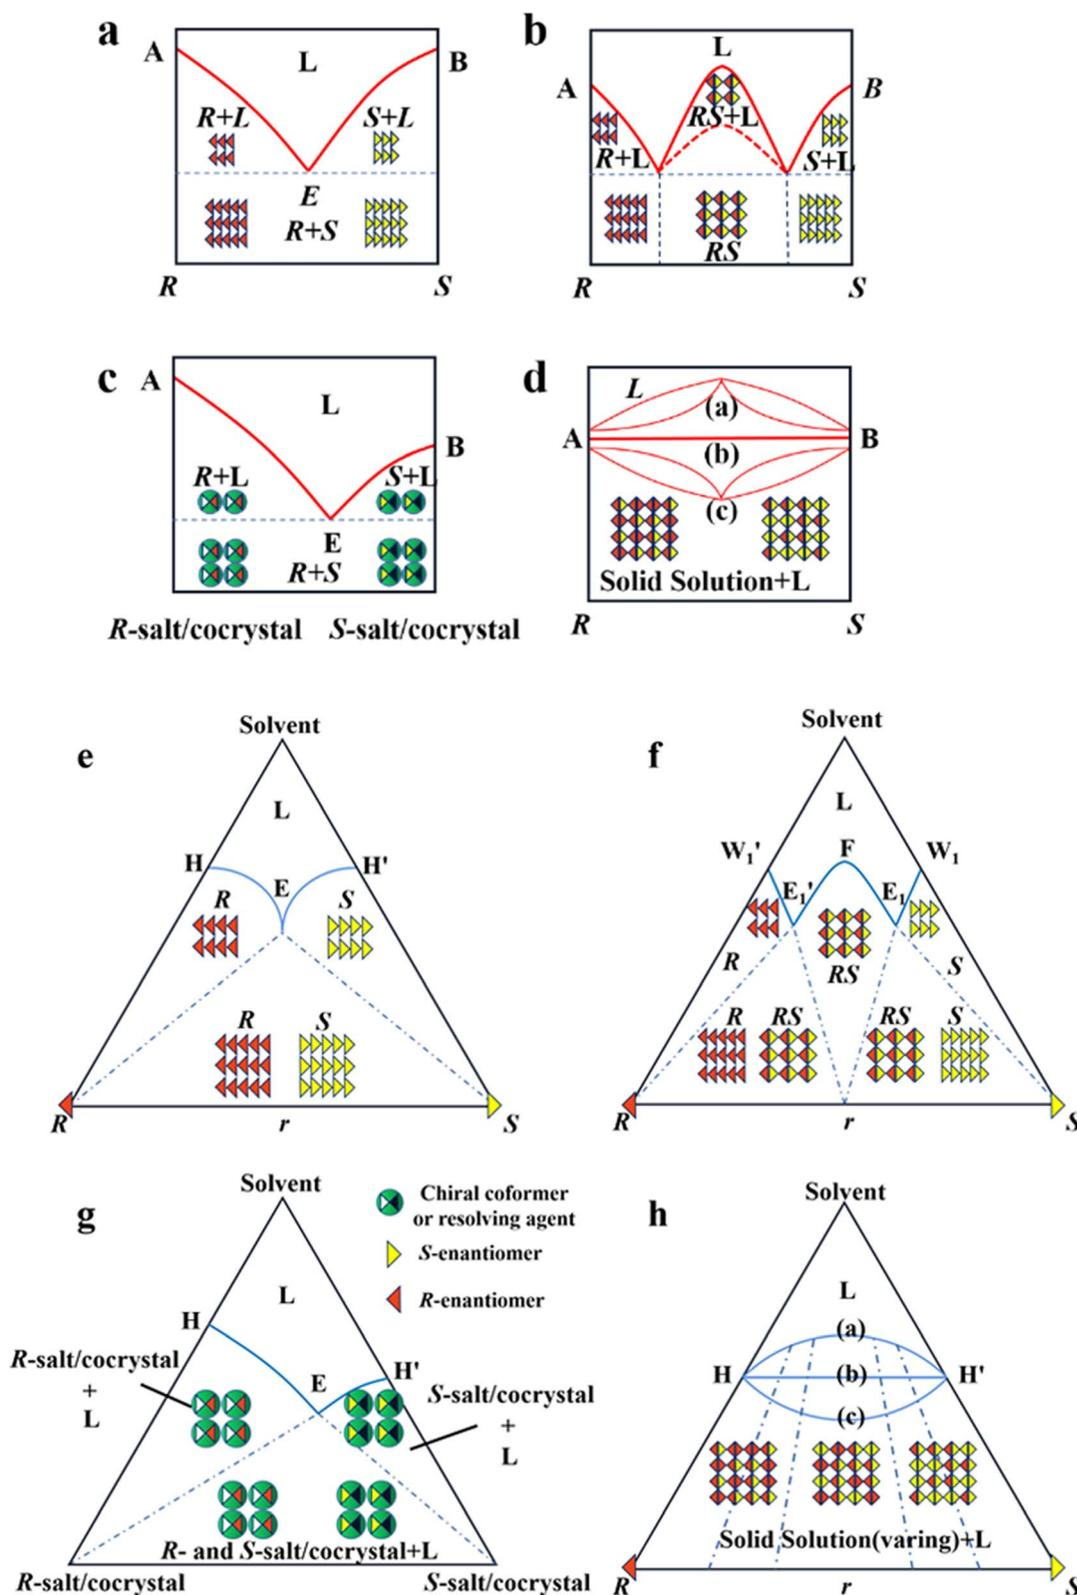 a
A
L
B
R+L
S+L
E
R+S
R
S
b
L
A
B
RS+L
R+L
S+L
RS
R
S
c
A
L
B
R+L
S+L
E
R+S
R-salt/cocrystal
S-salt/cocrystal
d
L
(a)
A
B
(b)
(c)
Solid Solution+L
R
S
e
Solvent
L
H
H'
E
R
S
R
S
R
r
S
f
Solvent
L
W1'
F
W1
E1'
E1
RS
R
S
R
RS
RS
S
R
r
S
g
Solvent
L
H
R-salt/cocrystal
+
L
E
H'
S-salt/cocrystal
+
L
R- and S-salt/cocrystal+L
R-salt/cocrystal
S-salt/cocrystal
Chiral coformer
or resolving agent
S-enantiomer
R-enantiomer
h
Solvent
L
(a)
H
(b)
H'
(c)
Solid Solution(varing)+L
R
r
S